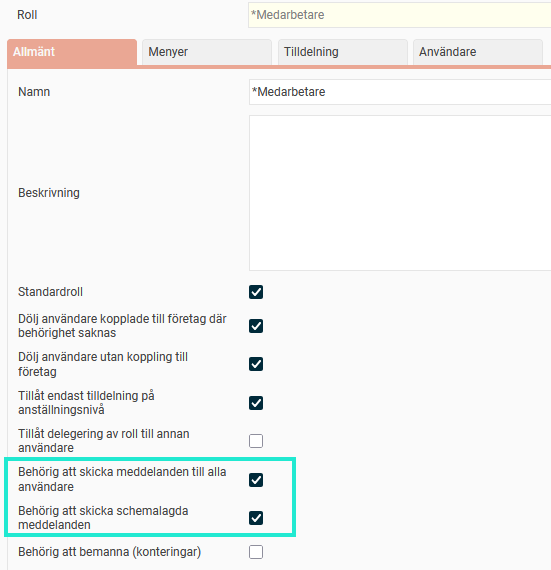 Roll *Medarbetare
Allmänt Menyer Tilldelning Användare
Namn *Medarbetare
Beskrivning
Standardroll
Dölj användare kopplade till företag där
behörighet saknas
Dölj användare utan koppling till
företag
Tillåt endast tilldelning på
anställningsnivå
Tillåt delegering av roll till annan
användare
Behörig att skicka meddelanden till alla
användare
Behörig att skicka schemalagda
meddelanden
Behörig att bemanna (konteringar)